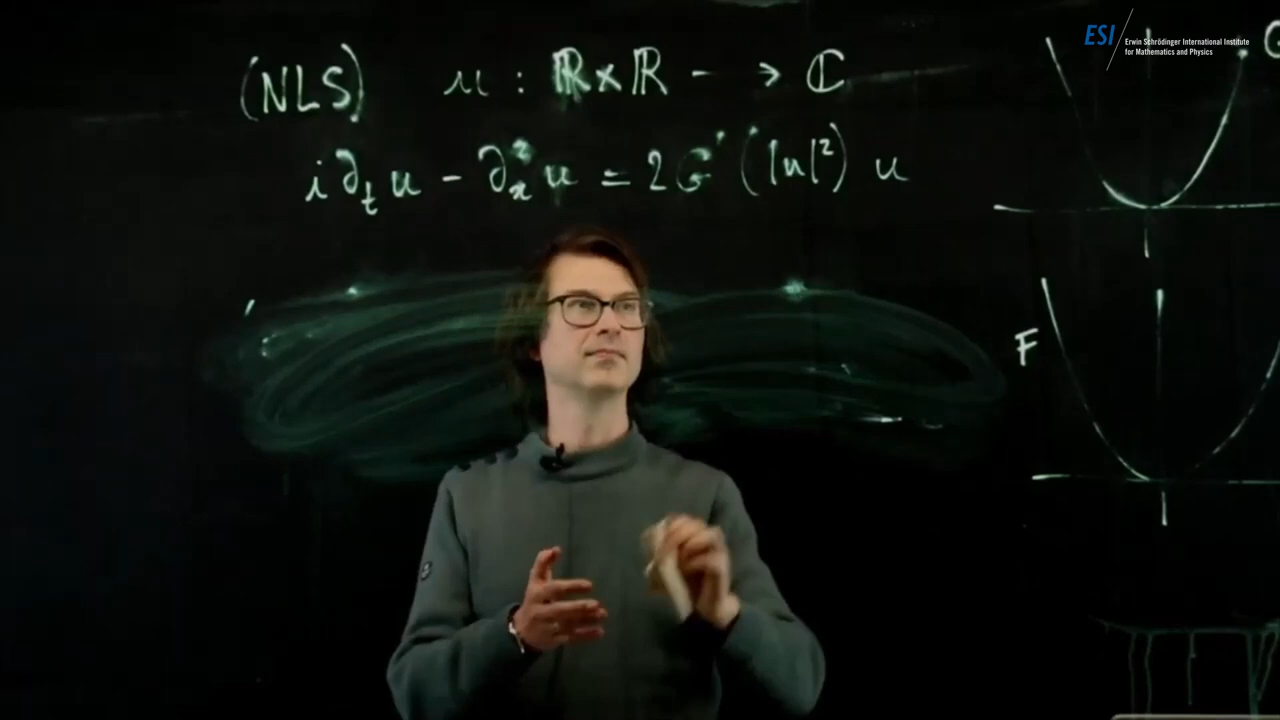 ESI Erwin Schrödinger International Institute
for Mathematics and Physics
(NLS) u : ℝ×ℝ → ℂ
i∂ₜu - ∂ₓ²u = 2G'(|u|²) u
F